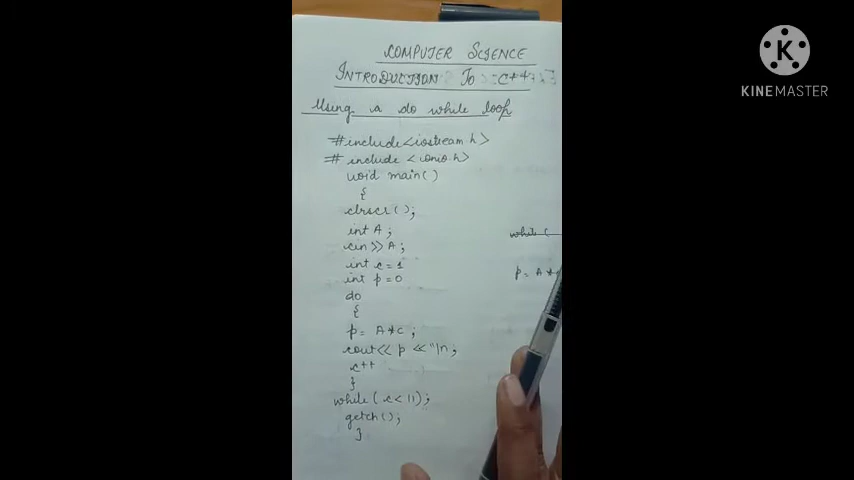 COMPUTER SCIENCE
INTRODUCTION TO C++
Using a do while loop
#include<iostream.h>
#include <conio.h>
void main()
{
clrscr();
int A;
cin>>A;
int c=1
int p=0
do
{
p= A*c;
cout<< p <<"\n;
c++
}
while( c<11);
getch();
}
while (
p= A*
K
KINEMASTER